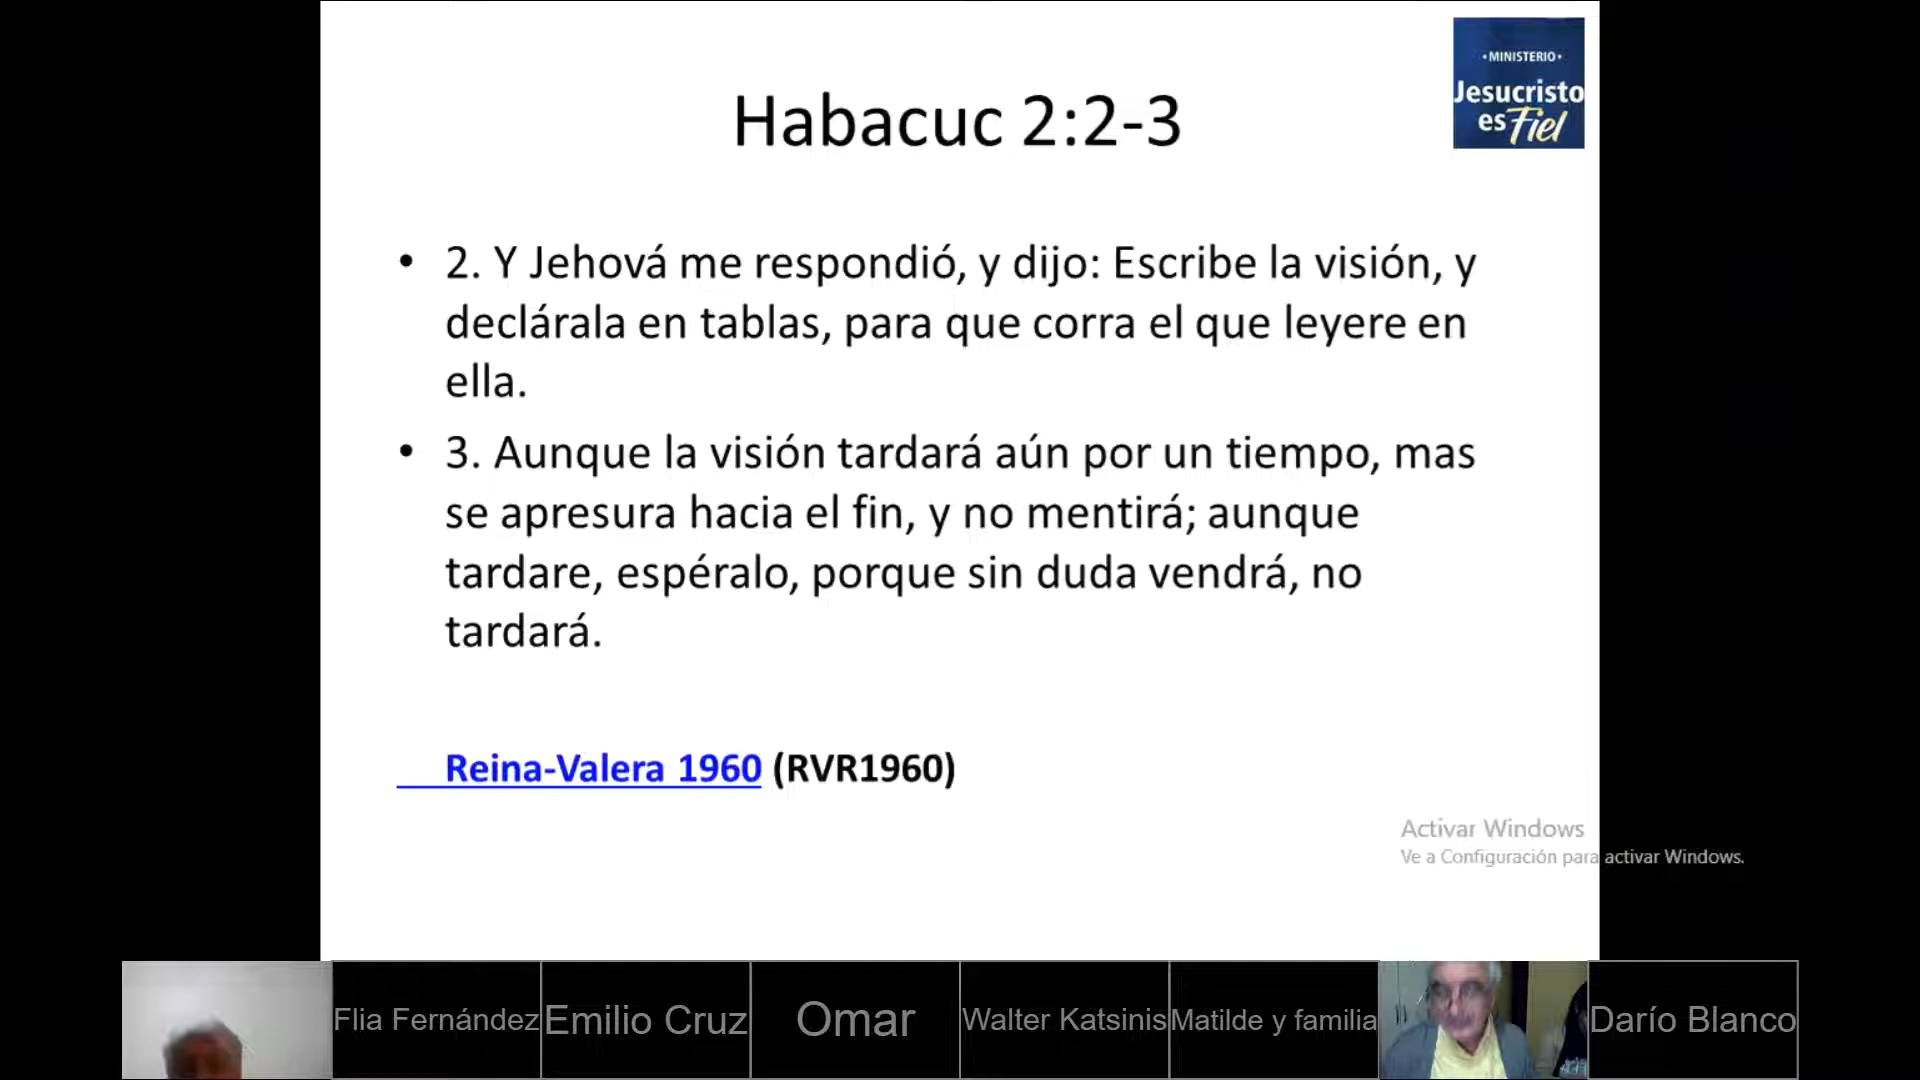 •MINISTERIO•
Jesucristo
es Fiel
Habacuc 2:2-3
• 2. Y Jehová me respondió, y dijo: Escribe la visión, y
declárala en tablas, para que corra el que leyere en
ella.
• 3. Aunque la visión tardará aún por un tiempo, mas
se apresura hacia el fin, y no mentirá; aunque
tardare, espéralo, porque sin duda vendrá, no
tardará.
Reina-Valera 1960 (RVR1960)
Activar Windows
Ve a Configuración para activar Windows.
Flia Fernández
Emilio Cruz
Omar
Walter Katsinis
Matilde y familia
Darío Blanco